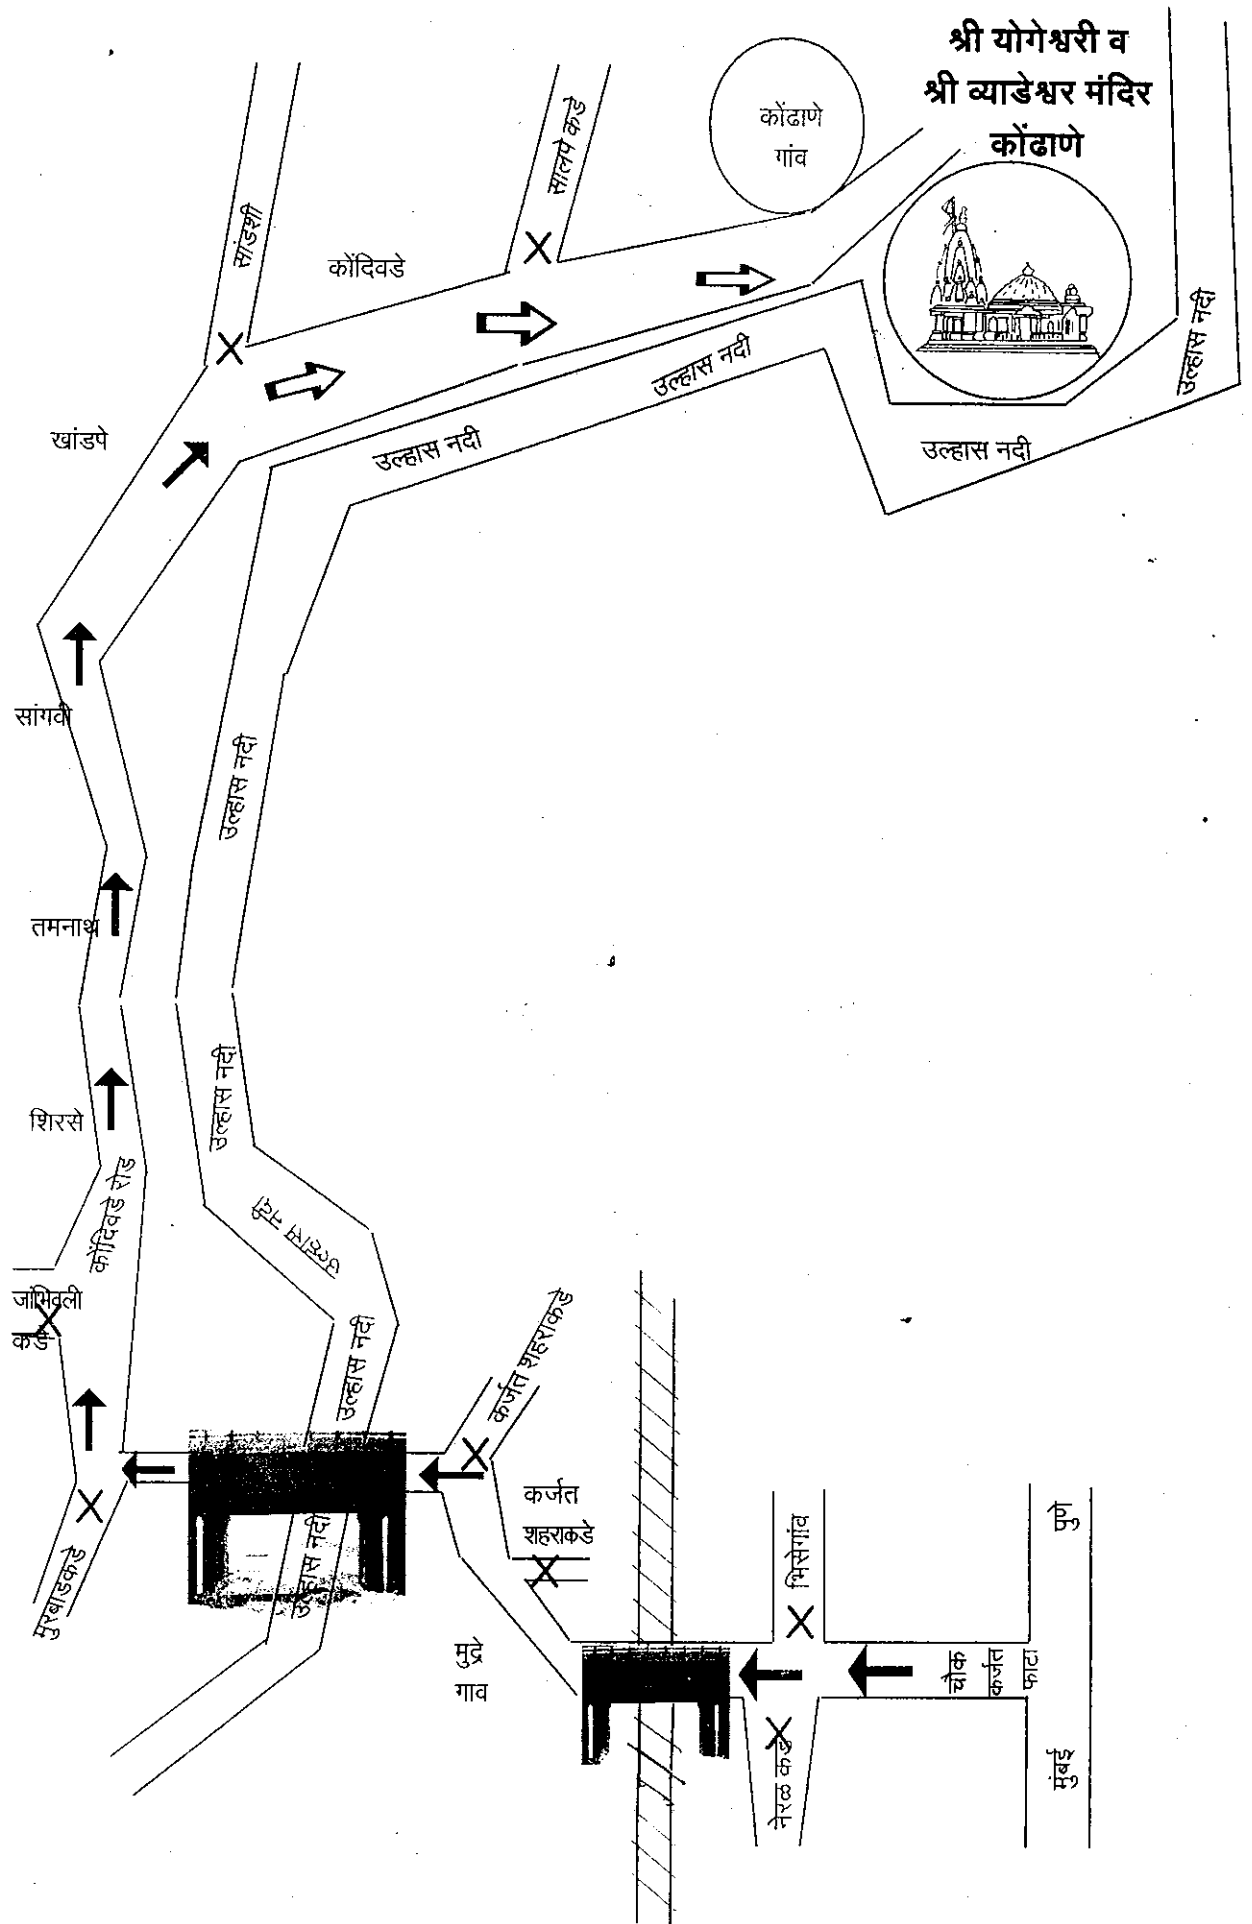 श्री योगेश्वरी व
श्री व्याडेश्वर मंदिर
कोंढाणे
कोंढाणे
गांव
सालपे कडे
सांडशी
कोंदिवडे
उल्हास नदी
उल्हास नदी
उल्हास नदी
उल्हास नदी
खांडपे
सांगवी
उल्हास नदी
तमनाथ
उल्हास नदी
शिरसे
कोंदिवडे रोड
उल्हास नदी
जांभिवली
कडे
उल्हास नदी
कर्जत शहराकडे
कर्जत
शहराकडे
उल्हास नदी
मुरबाडकडे
भिसेगांव
पुणे
मुद्रे
गाव
चौक
कर्जत
फाटा
नेरळ कडे
मुंबई